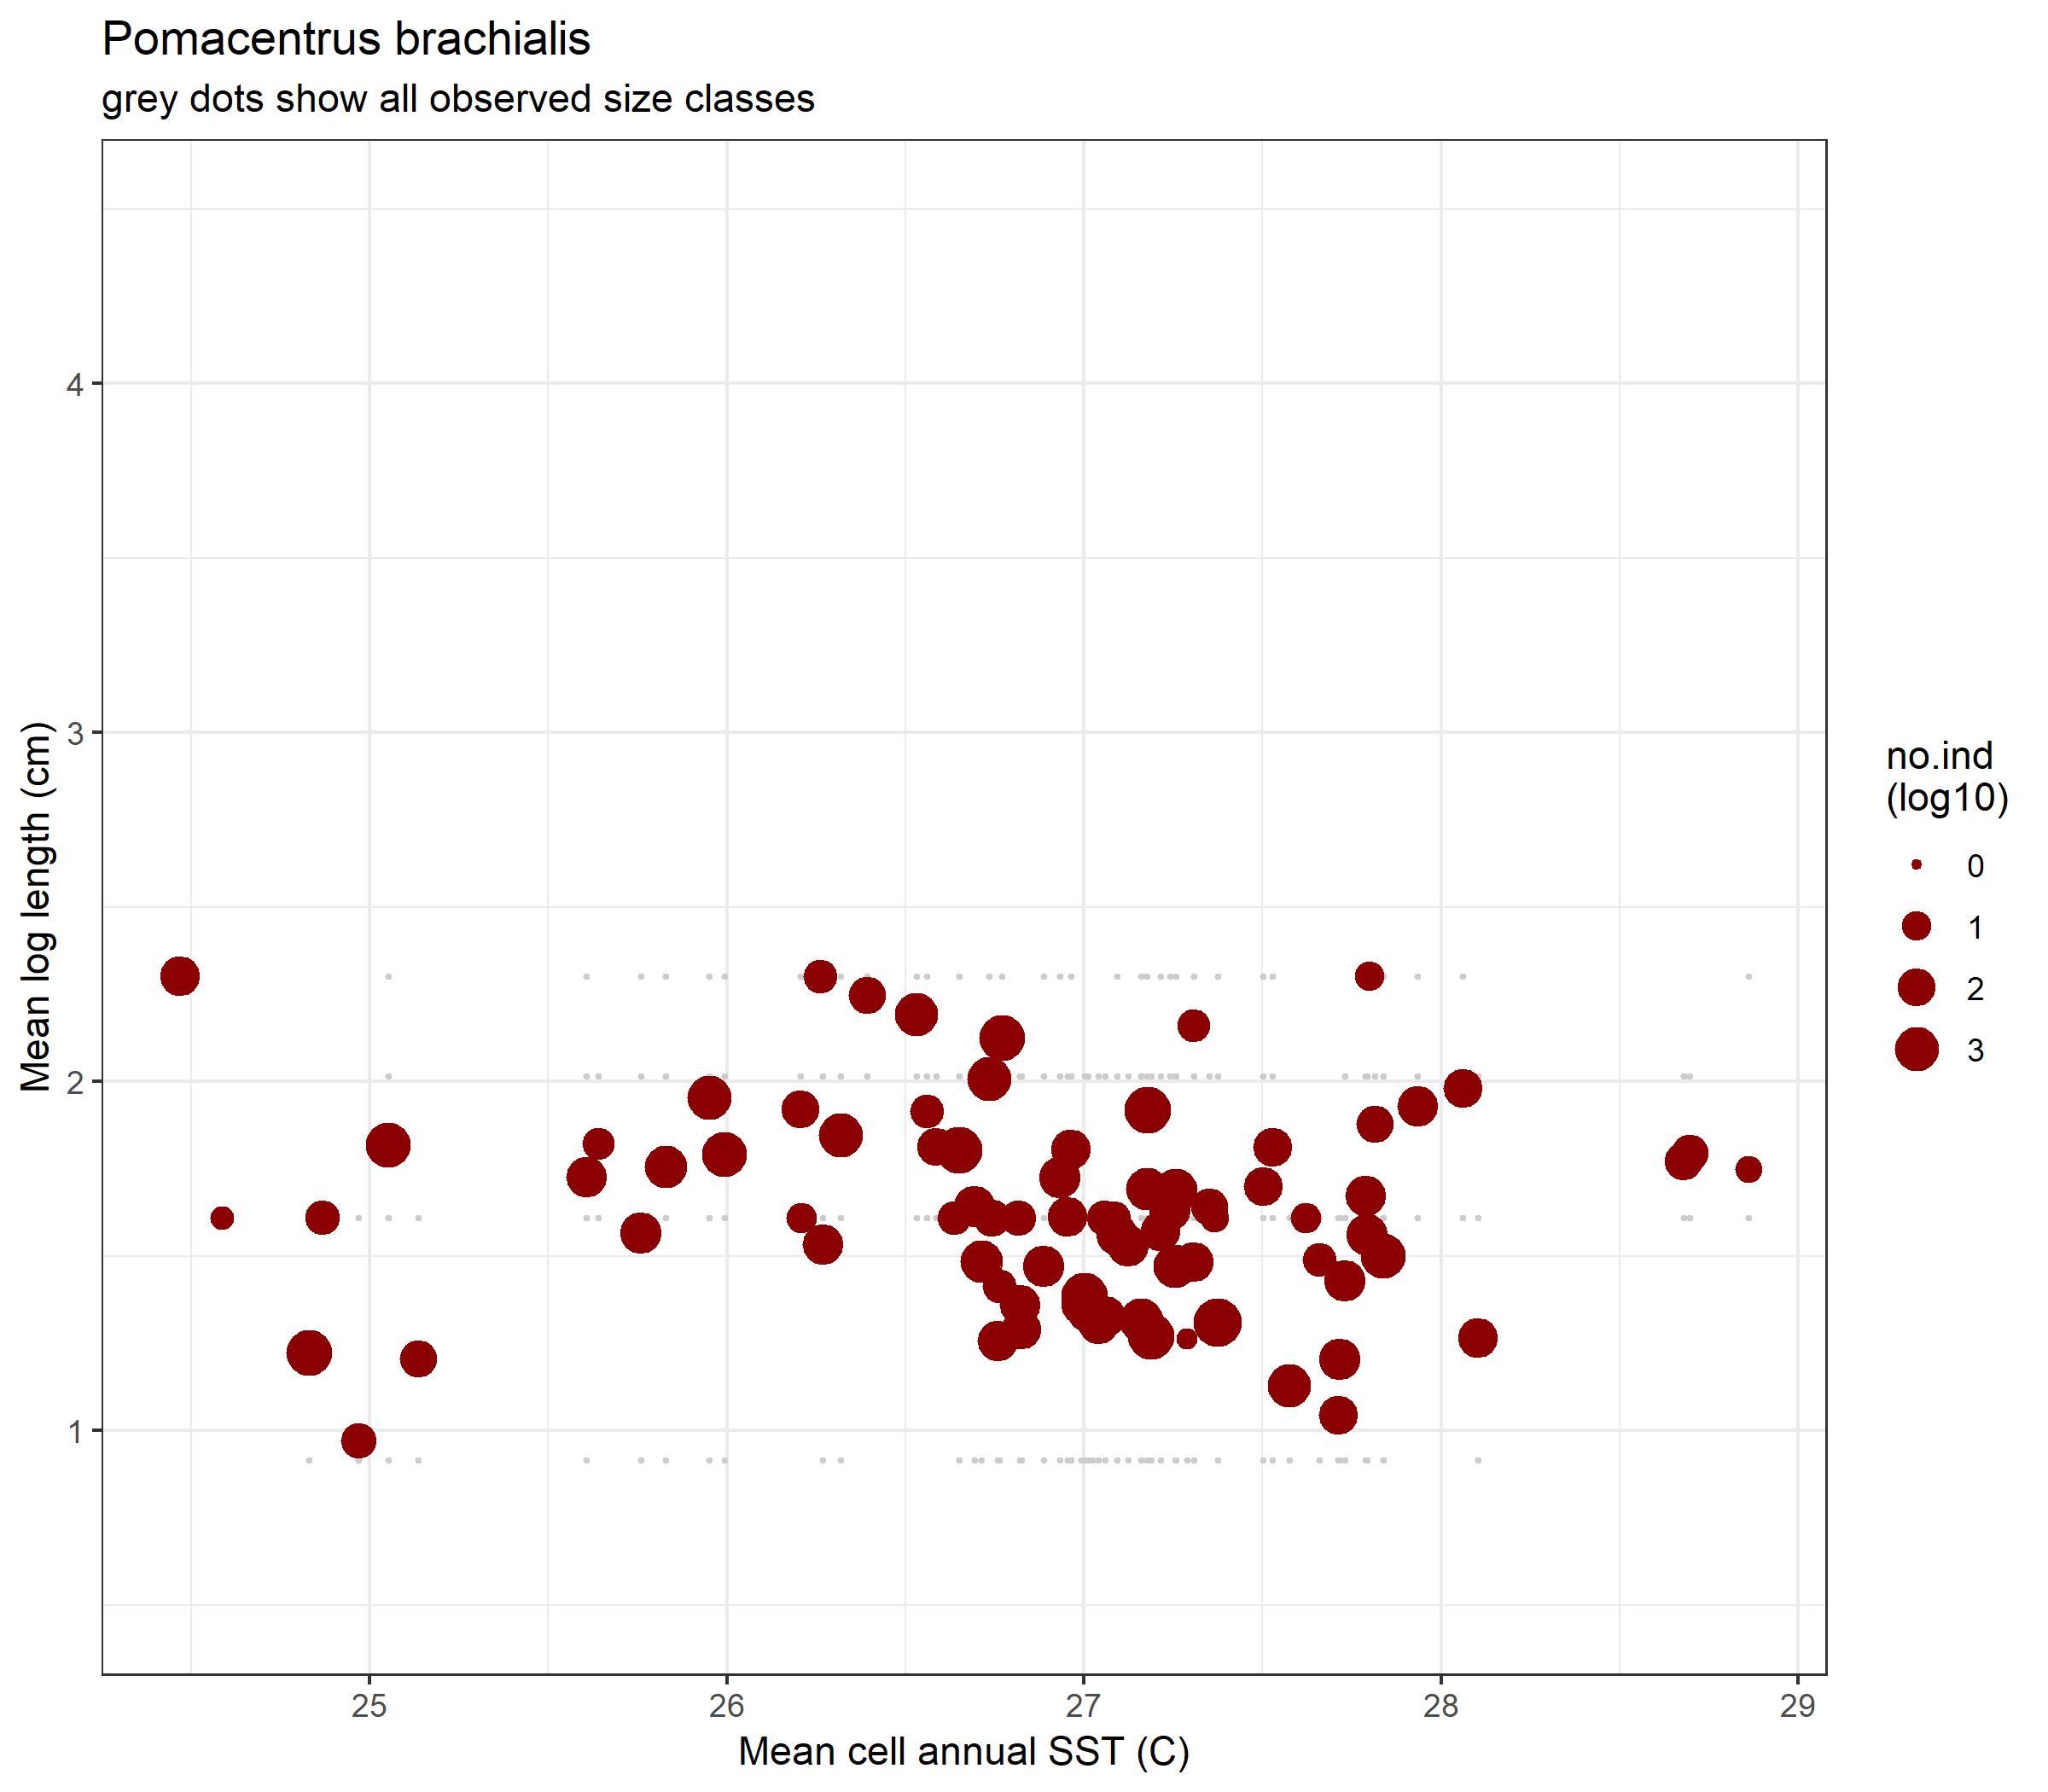 Pomacentrus brachialis
grey dots show all observed size classes
Mean log length (cm)
4
3
2
1
25 26 27 28 29
Mean cell annual SST (C)
no.ind
(log10)
0
1
2
3